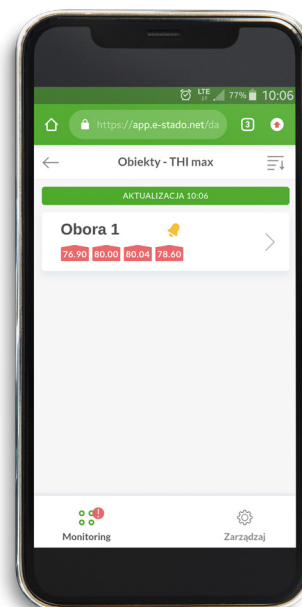 LTE 77% 10:06
https://app.e-stado.net/da 3
Obiekty - THI max
AKTUALIZACJA 10:06
Obora 1
76.90 80.00 80.04 78.60
!
Monitoring Zarządzaj